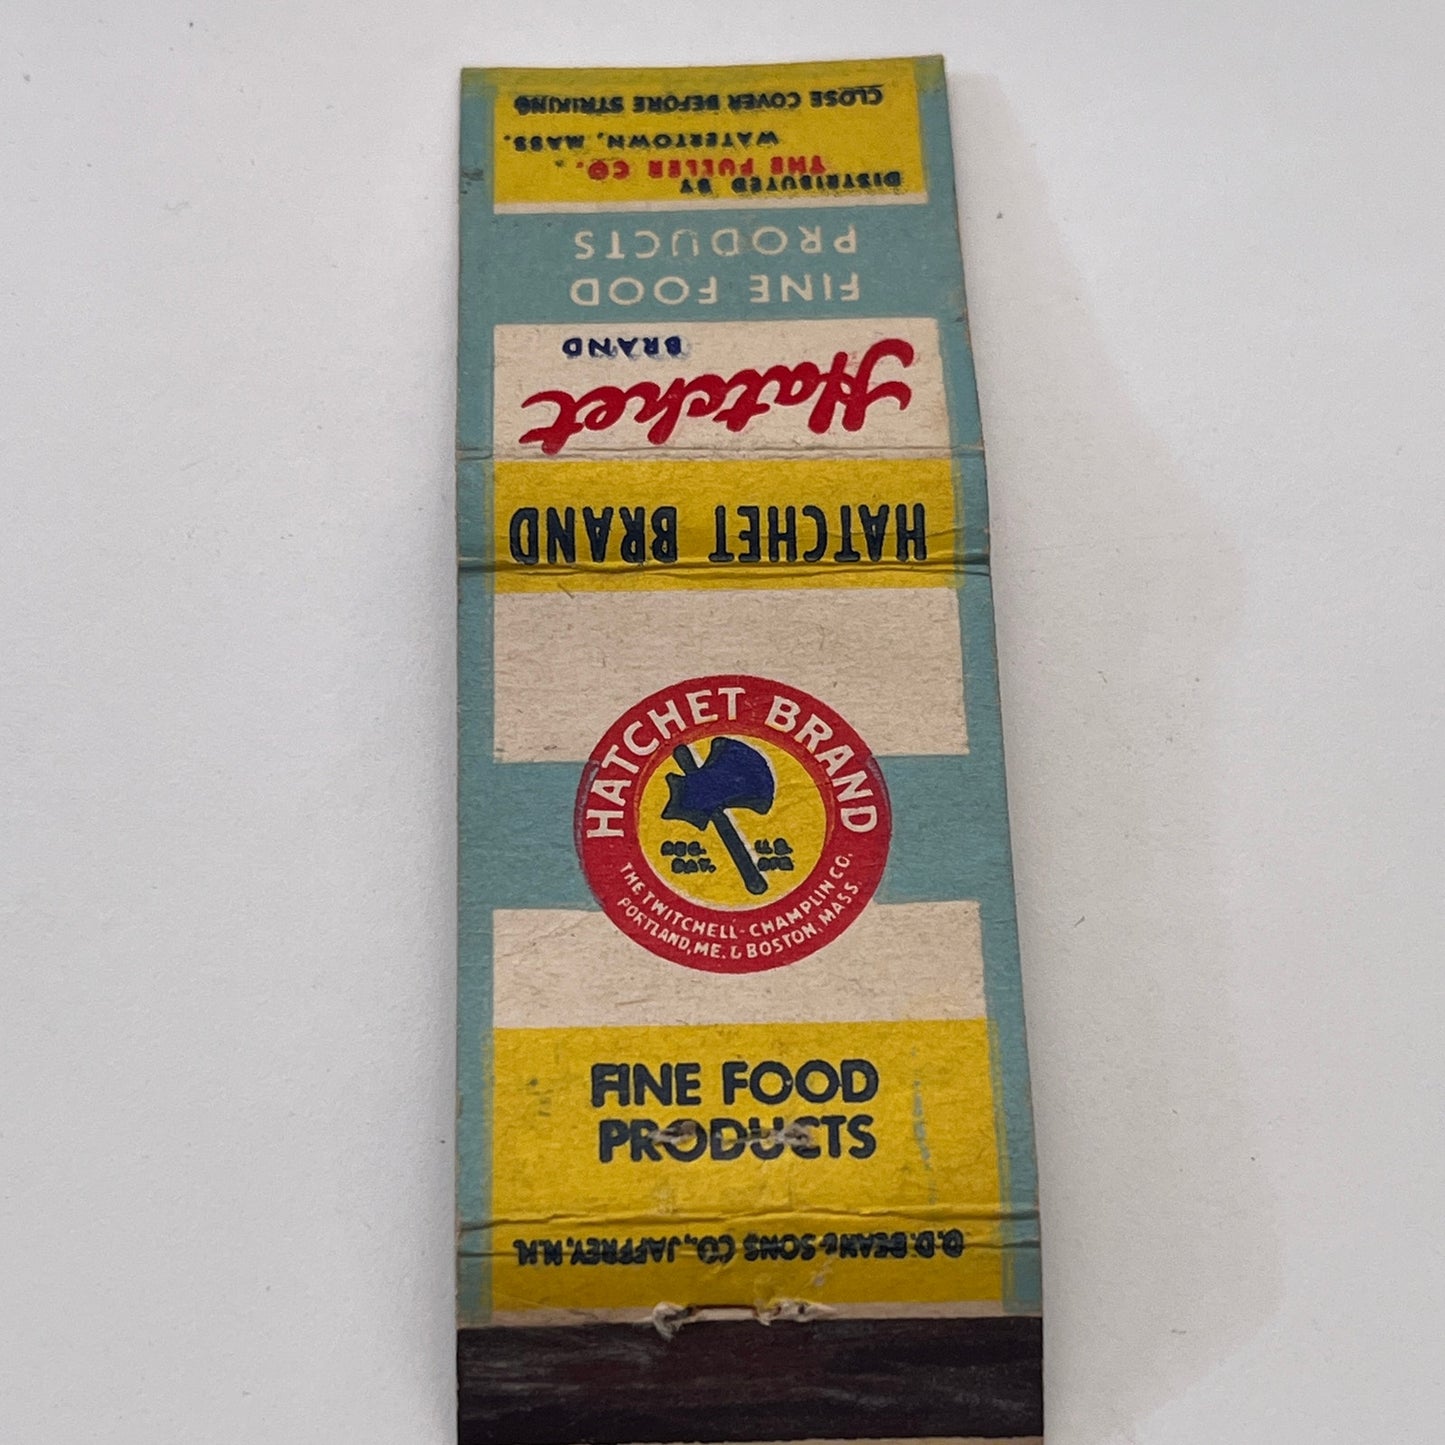 CLOSE COVER BEFORE STRIKING
DISTRIBUTED BY
THE FULLER CO.
WATERTOWN, MASS.
FINE FOOD
PRODUCTS
Hatchet
BRAND
HATCHET BRAND
HATCHET BRAND
REG. U.S.
PAT. OFF.
THE TWITCHELL-CHAMPLIN CO.
PORTLAND, ME. & BOSTON, MASS.
FINE FOOD
PRODUCTS
O.D. BEAN & SONS CO., JAFFREY, N.H.